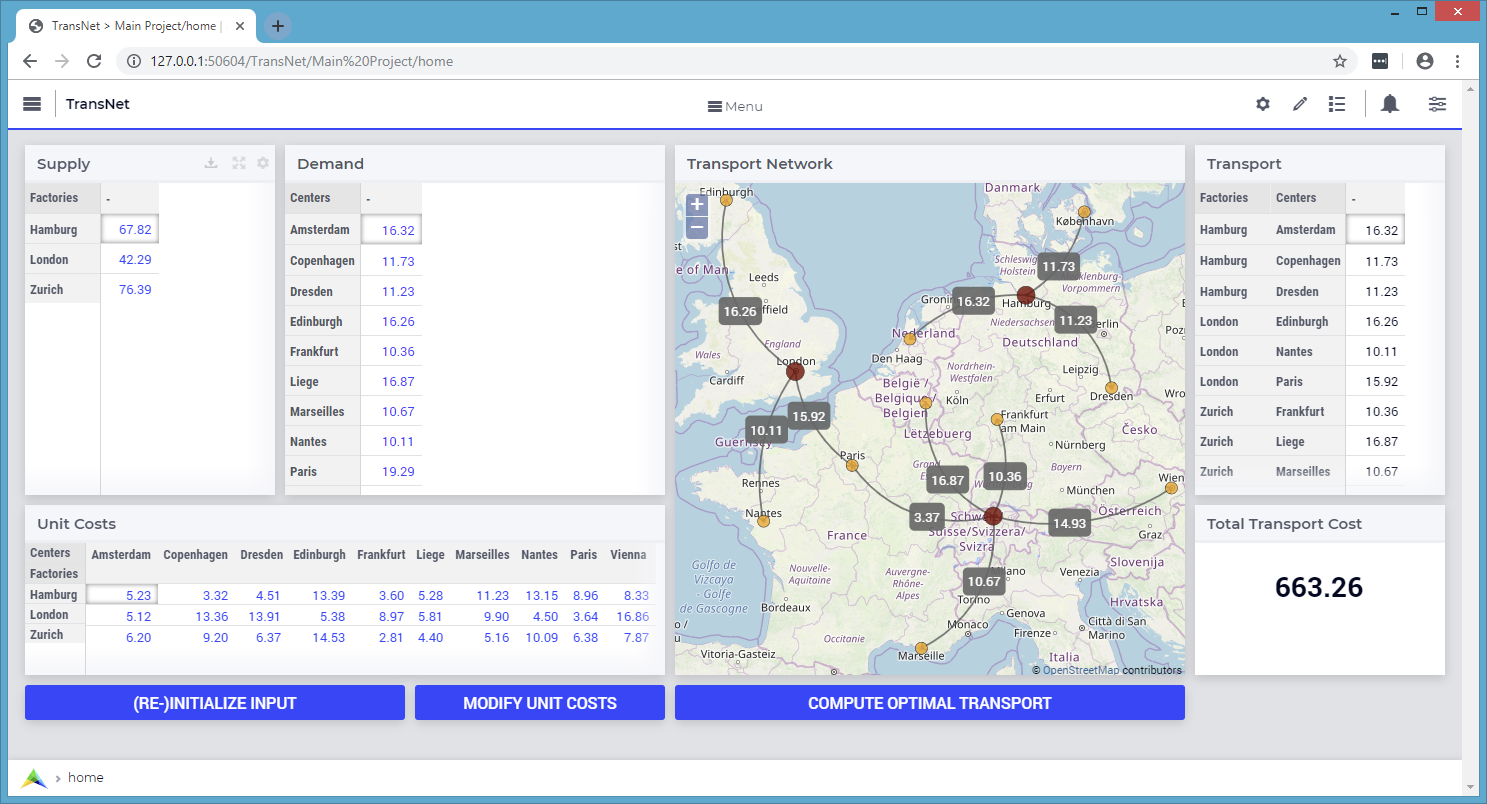 TransNet > Main Project/home |
127.0.0.1:50604/TransNet/Main%20Project/home
TransNet
Menu
Supply
Factories -
Hamburg 67.82
London 42.29
Zurich 76.39
Demand
Centers -
Amsterdam 16.32
Copenhagen 11.73
Dresden 11.23
Edinburgh 16.26
Frankfurt 10.36
Liege 16.87
Marseilles 10.67
Nantes 10.11
Paris 19.29
Transport Network
+
−
Edinburgh
Danmark
København
Leeds
ffield
e of Man
England
Wales
London
Cardiff
Guernsey
Schleswig
Holstein
cklenburg-
Vorpommern
Gronin
Hamburg
Niedersachsen
erlin
Nederland
Den Haag
Deutschland
Poz
Nordrhein-
Westfalen
Leipzig
België /
Belgique /
Belgien
Köln
Erfurt
Dresden
Frankfurt
am Main
Lëtzebuerg
Česko
Nürnberg
Paris
Grand
Bayern
Rennes
München
Wien
Nantes
Schweiz
Suisse/Svizzera/
Svizra
Österreich
Graz
France
Slovenija
Golfo de
Vizcaya
- Golfe
de Gascogne
Nouvelle-
Aquitaine
Auvergne-
Rhône-
Alpes
Milano
Venezia
Torino
Hrvatska
Bordeaux
Genova
Monaco
Firenze
Città di San
Marino
Occitanie
Vitoria-Gasteiz
Marseille
Italia
16.26
11.73
16.32
11.23
15.92
10.11
16.87
10.36
3.37
14.93
10.67
© OpenStreetMap contributors
Transport
Factories Centers -
Hamburg Amsterdam 16.32
Hamburg Copenhagen 11.73
Hamburg Dresden 11.23
London Edinburgh 16.26
London Nantes 10.11
London Paris 15.92
Zurich Frankfurt 10.36
Zurich Liege 16.87
Zurich Marseilles 10.67
Unit Costs
Centers Amsterdam Copenhagen Dresden Edinburgh Frankfurt Liege Marseilles Nantes Paris Vienna
Factories
Hamburg 5.23 3.32 4.51 13.39 3.60 5.28 11.23 13.15 8.96 8.33
London 5.12 13.36 13.91 5.38 8.97 5.81 9.90 4.50 3.64 16.86
Zurich 6.20 9.20 6.37 14.53 2.81 4.40 5.16 10.09 6.38 7.87
Total Transport Cost
663.26
(RE-)INITIALIZE INPUT
MODIFY UNIT COSTS
COMPUTE OPTIMAL TRANSPORT
home